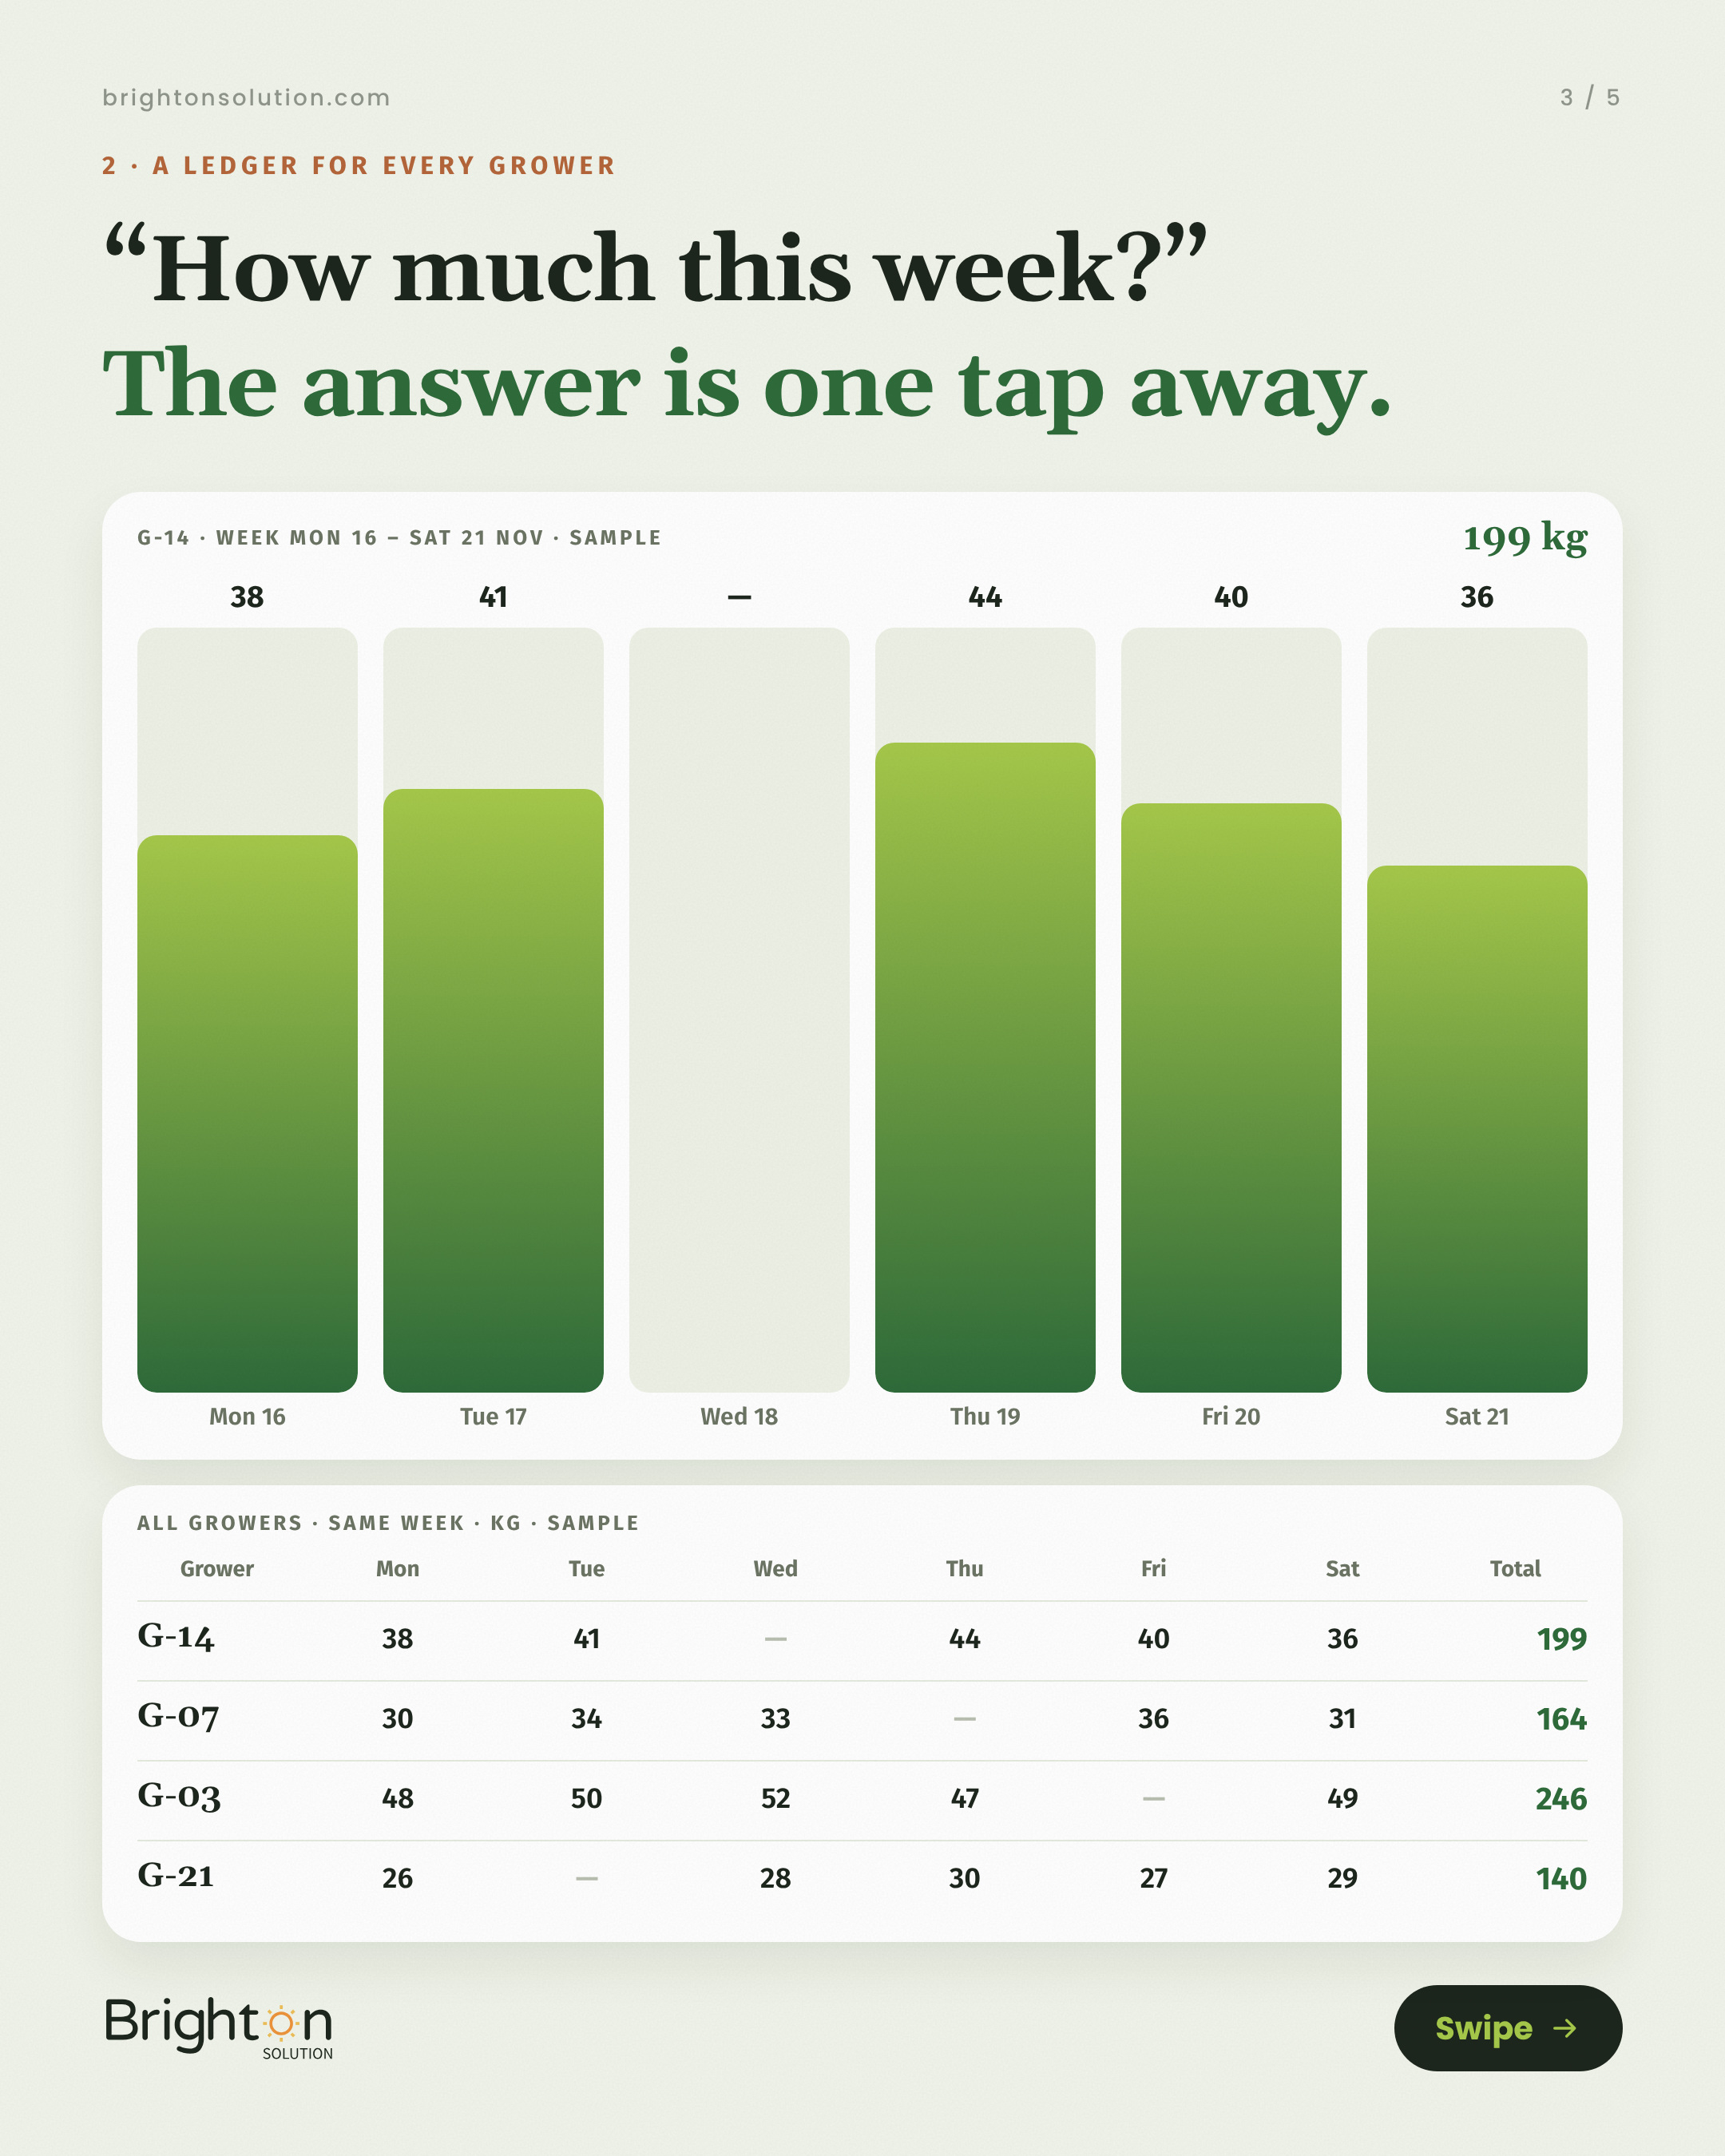 brightonsolution.com 3 / 5
2 · A LEDGER FOR EVERY GROWER
“How much this week?”
The answer is one tap away.
G-14 · WEEK MON 16 – SAT 21 NOV · SAMPLE 199 kg
38 41 — 44 40 36
Mon 16 Tue 17 Wed 18 Thu 19 Fri 20 Sat 21
ALL GROWERS · SAME WEEK · KG · SAMPLE
Grower Mon Tue Wed Thu Fri Sat Total
G-14 38 41 — 44 40 36 199
G-07 30 34 33 — 36 31 164
G-03 48 50 52 47 — 49 246
G-21 26 — 28 30 27 29 140
Brighton
SOLUTION
Swipe →